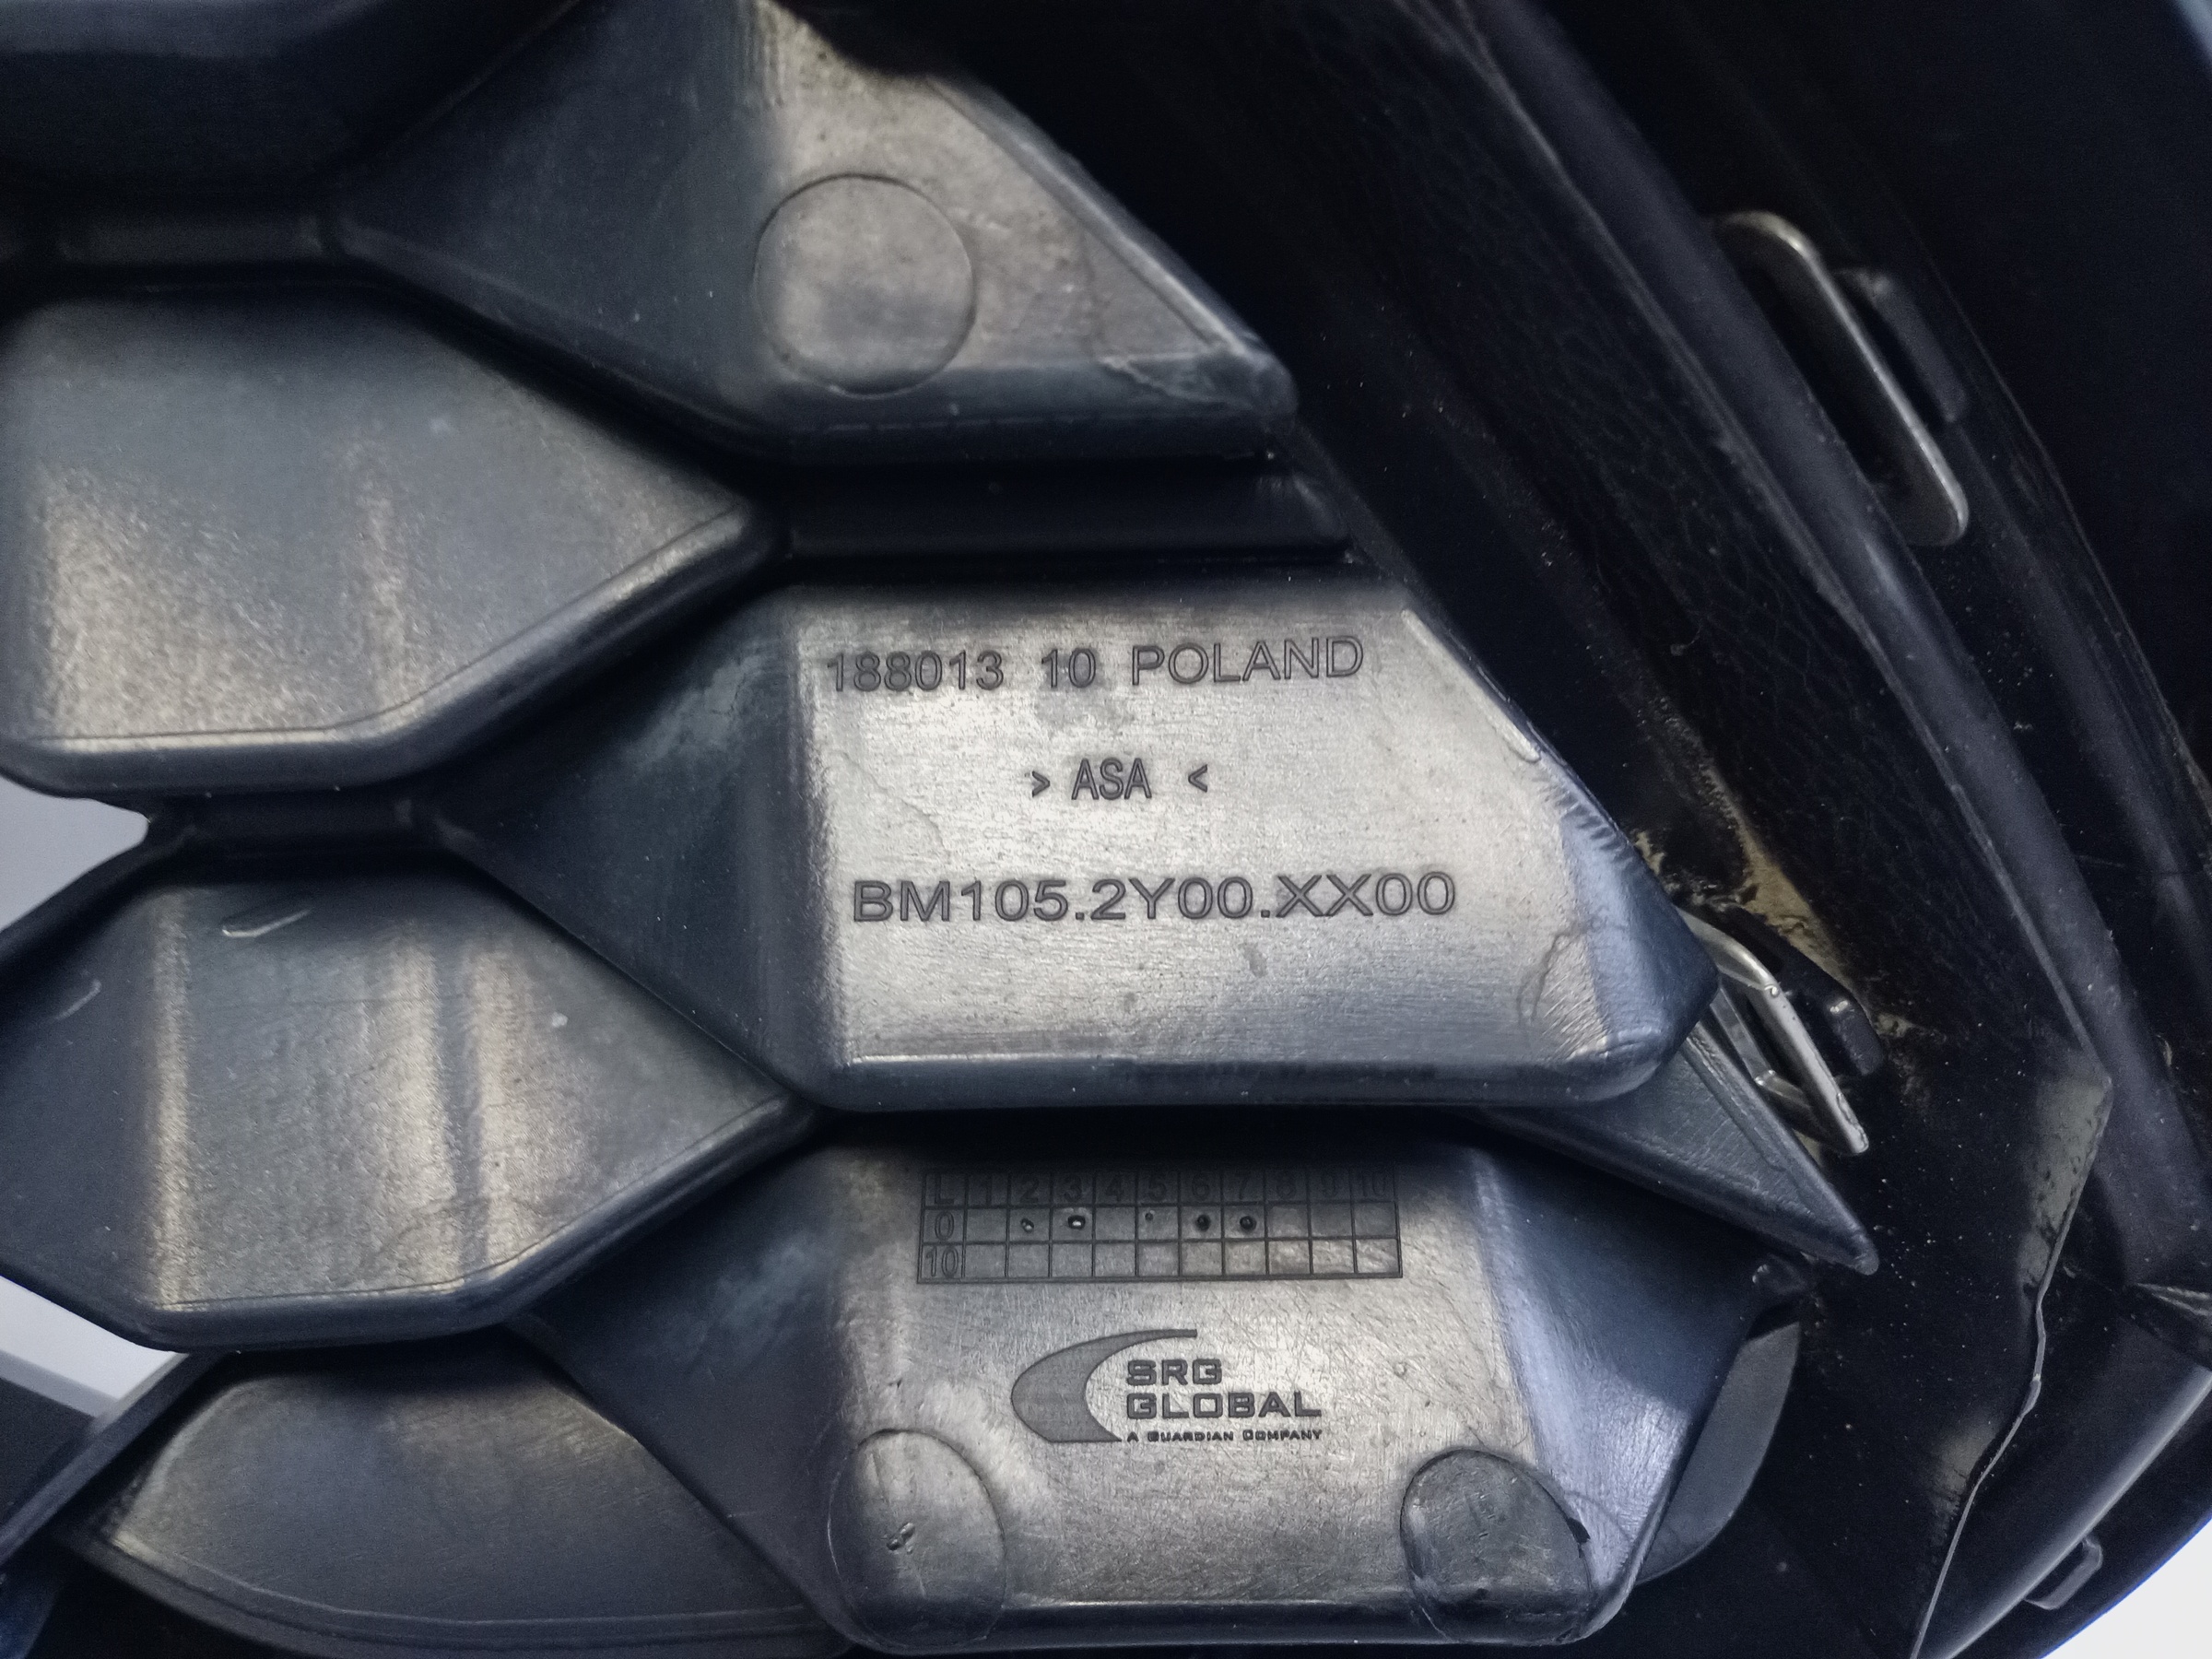 188013 10 POLAND
> ASA <
BM105.2Y00.XX00
L 1 2 3 4 5 6 7 8 9 10
0
10
SRG
GLOBAL
A GUARDIAN COMPANY